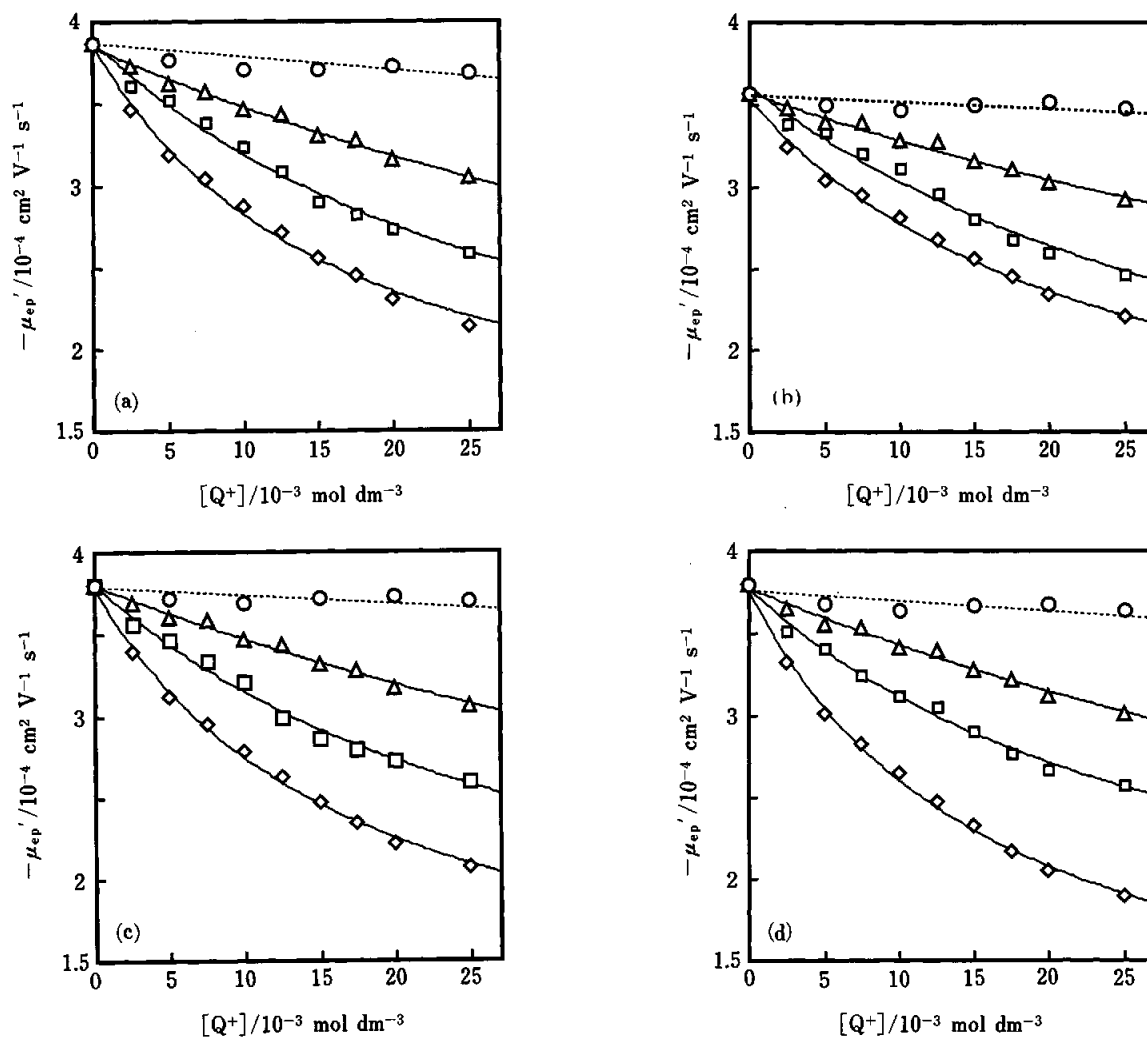 4
3
2
1.5
−μep′/10⁻⁴ cm² V⁻¹ s⁻¹
(a)
0 5 10 15 20 25
[Q⁺]/10⁻³ mol dm⁻³
4
3
2
1.5
−μep′/10⁻⁴ cm² V⁻¹ s⁻¹
(b)
0 5 10 15 20 25
[Q⁺]/10⁻³ mol dm⁻³
4
3
2
1.5
−μep′/10⁻⁴ cm² V⁻¹ s⁻¹
(c)
0 5 10 15 20 25
[Q⁺]/10⁻³ mol dm⁻³
4
3
2
1.5
−μep′/10⁻⁴ cm² V⁻¹ s⁻¹
(d)
0 5 10 15 20 25
[Q⁺]/10⁻³ mol dm⁻³